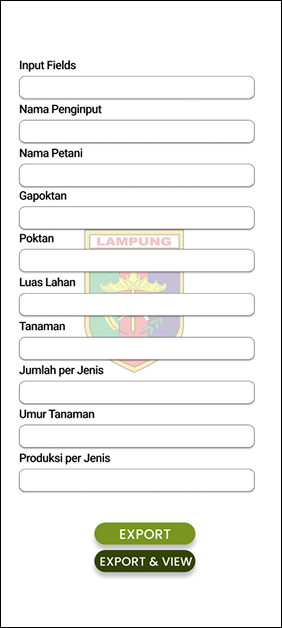 Input Fields
Nama Penginput
Nama Petani
Gapoktan
Poktan
LAMPUNG
Luas Lahan
Tanaman
Jumlah per Jenis
Umur Tanaman
Produksi per Jenis
EXPORT
EXPORT & VIEW